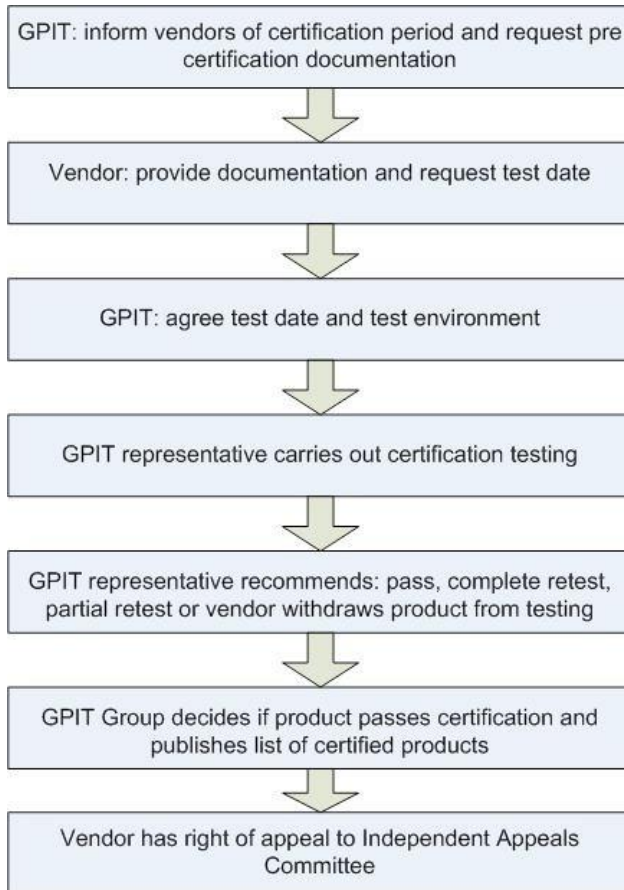 GPIT: inform vendors of certification period and request pre
certification documentation
Vendor: provide documentation and request test date
GPIT: agree test date and test environment
GPIT representative carries out certification testing
GPIT representative recommends: pass, complete retest,
partial retest or vendor withdraws product from testing
GPIT Group decides if product passes certification and
publishes list of certified products
Vendor has right of appeal to Independent Appeals
Committee